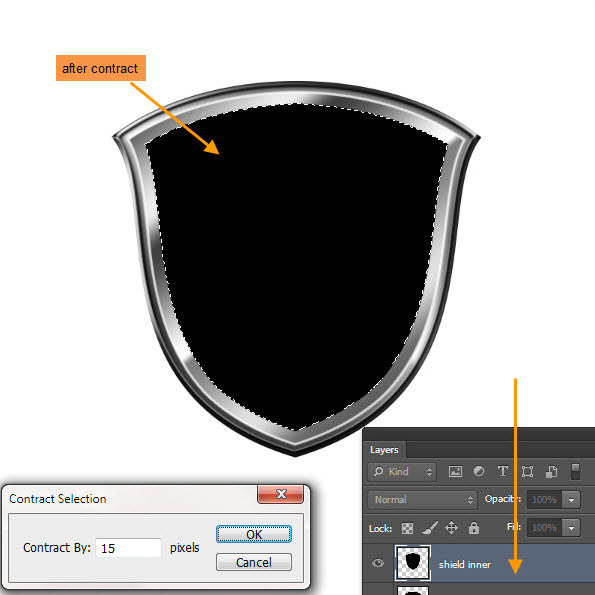 after contract
Contract Selection
Contract By: 15 pixels
OK
Cancel
Layers
Kind
Normal Opacity: 100%
Lock: Fill: 100%
shield inner